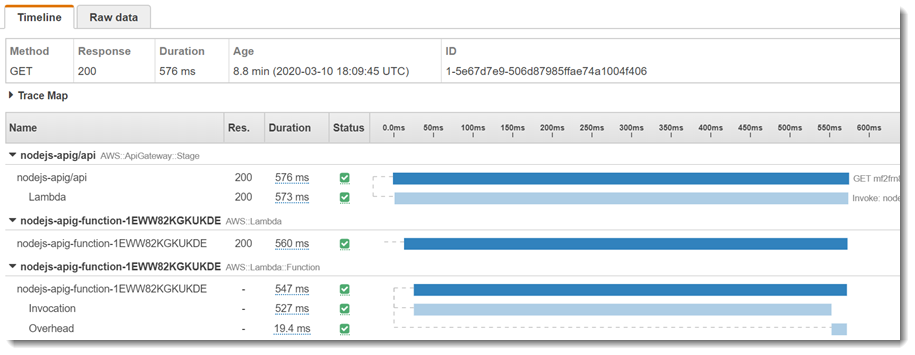 Timeline Raw data
Method Response Duration Age ID
GET 200 576 ms 8.8 min (2020-03-10 18:09:45 UTC) 1-5e67d7e9-506d87985ffae74a1004f406
Trace Map
Name Res. Duration Status 0.0ms 50ms 100ms 150ms 200ms 250ms 300ms 350ms 400ms 450ms 500ms 550ms 600ms
nodejs-apig/api AWS::ApiGateway::Stage
nodejs-apig/api 200 576 ms GET mf2fm
Lambda 200 573 ms Invoke: node
nodejs-apig-function-1EWW82KGKUKDE AWS::Lambda
nodejs-apig-function-1EWW82KGKUKDE 200 560 ms
nodejs-apig-function-1EWW82KGKUKDE AWS::Lambda::Function
nodejs-apig-function-1EWW82KGKUKDE - 547 ms
Invocation - 527 ms
Overhead - 19.4 ms